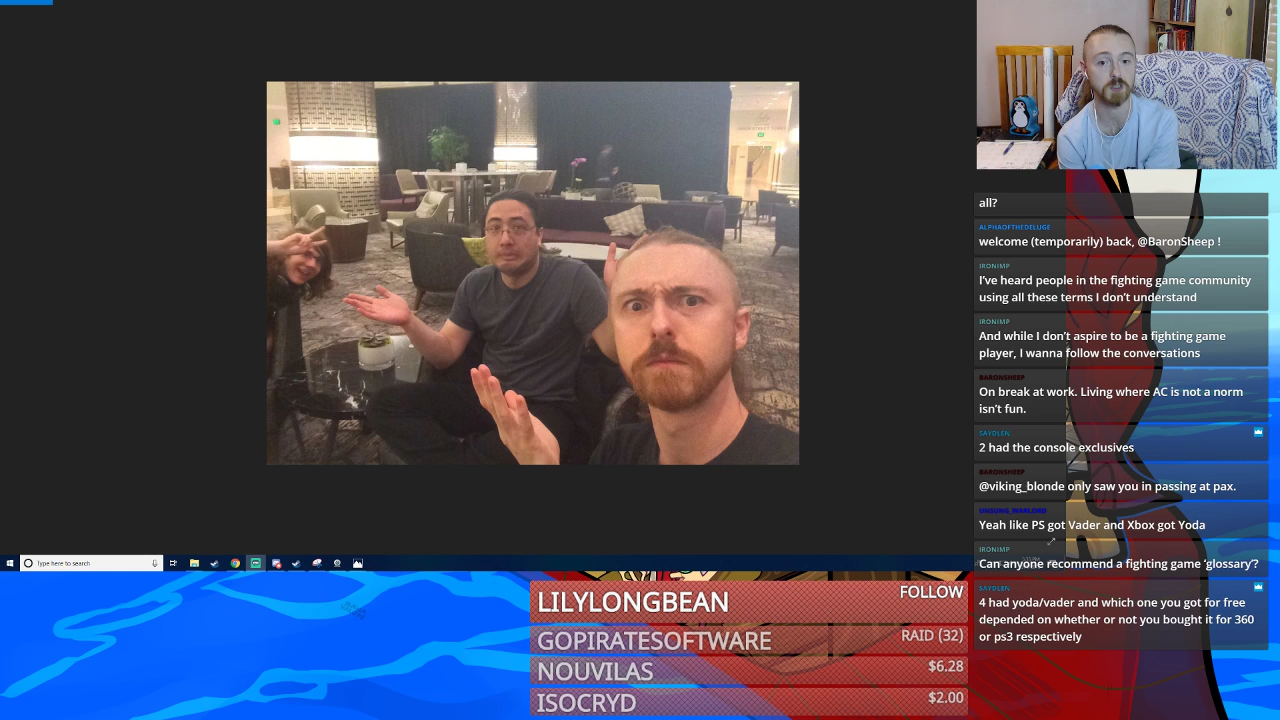 all?
ALPHAOFTHEDELUGE
welcome (temporarily) back, @BaronSheep !
IRONIMP
I've heard people in the fighting game community
using all these terms I don't understand
IRONIMP
And while I don't aspire to be a fighting game
player, I wanna follow the conversations
BARONSHEEP
On break at work. Living where AC is not a norm
isn't fun.
SAYDLEN
2 had the console exclusives
BARONSHEEP
@viking_blonde only saw you in passing at pax.
UNSUNG_WARLORD
Yeah like PS got Vader and Xbox got Yoda
IRONIMP
Can anyone recommend a fighting game 'glossary'?
SAYDLEN
4 had yoda/vader and which one you got for free
depended on whether or not you bought it for 360
or ps3 respectively
Type here to search
LILYLONGBEAN FOLLOW
GOPIRATESOFTWARE RAID (32)
NOUVILAS $6.28
ISOCRYD $2.00